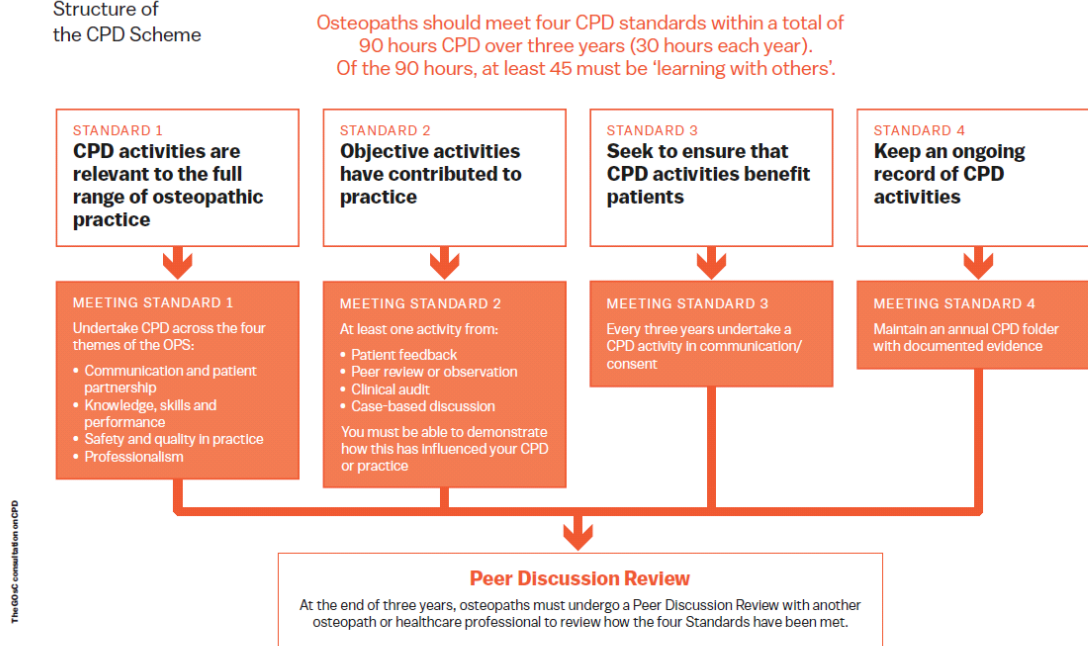 Structure of
the CPD Scheme
Osteopaths should meet four CPD standards within a total of
90 hours CPD over three years (30 hours each year).
Of the 90 hours, at least 45 must be ‘learning with others’.
STANDARD 1
CPD activities are
relevant to the full
range of osteopathic
practice
STANDARD 2
Objective activities
have contributed to
practice
STANDARD 3
Seek to ensure that
CPD activities benefit
patients
STANDARD 4
Keep an ongoing
record of CPD
activities
MEETING STANDARD 1
Undertake CPD across the four
themes of the OPS:
• Communication and patient
partnership
• Knowledge, skills and
performance
• Safety and quality in practice
• Professionalism
MEETING STANDARD 2
At least one activity from:
• Patient feedback
• Peer review or observation
• Clinical audit
• Case-based discussion
You must be able to demonstrate
how this has influenced your CPD
or practice
MEETING STANDARD 3
Every three years undertake a
CPD activity in communication/
consent
MEETING STANDARD 4
Maintain an annual CPD folder
with documented evidence
Peer Discussion Review
At the end of three years, osteopaths must undergo a Peer Discussion Review with another
osteopath or healthcare professional to review how the four Standards have been met.
The GOsC consultation on CPD